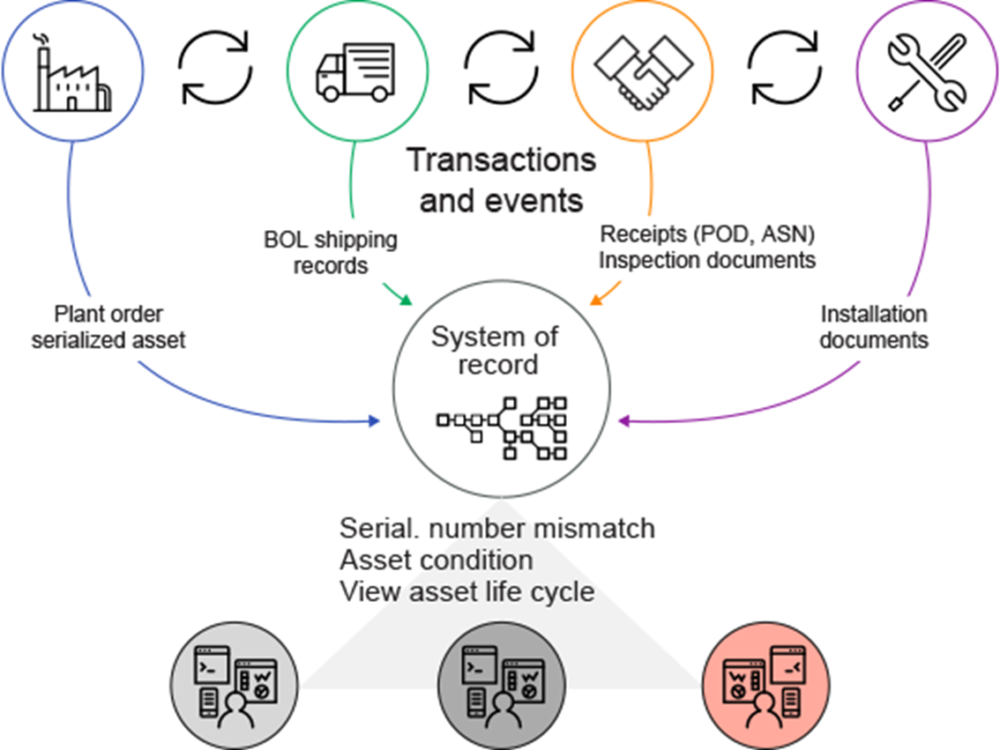 Transactions
and events
BOL shipping
records
Receipts (POD, ASN)
Inspection documents
Plant order
serialized asset
Installation
documents
System of
record
Serial. number mismatch
Asset condition
View asset life cycle